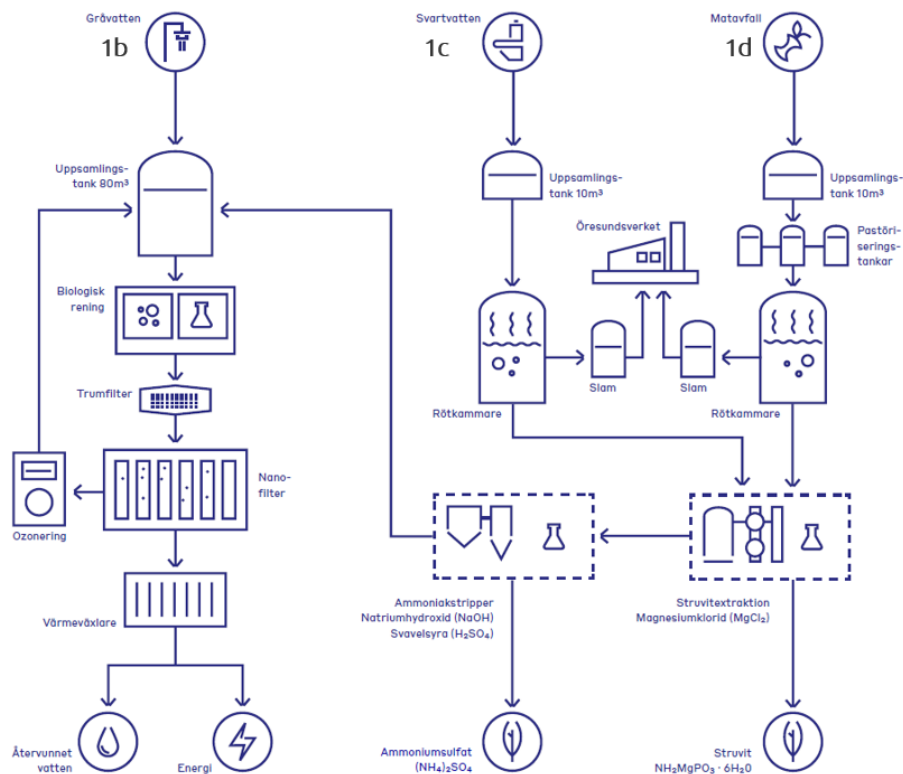 Gråvatten
1b
Svartvatten
1c
Matavfall
1d
Uppsamlings-
tank 80m³
Uppsamlings-
tank 10m³
Uppsamlings-
tank 10m³
Öresundsverket
Pastöri-
serings-
tankar
Biologisk
rening
Trumfilter
Slam
Slam
Rötkammare
Rötkammare
Nano-
filter
Ozonering
Värmeväxlare
Ammoniakstripper
Natriumhydroxid (NaOH)
Svavelsyra (H₂SO₄)
Struvitextraktion
Magnesiumklorid (MgCl₂)
Återvunnet
vatten
Energi
Ammoniumsulfat
(NH₄)₂SO₄
Struvit
NH₂MgPO₃ · 6H₂0